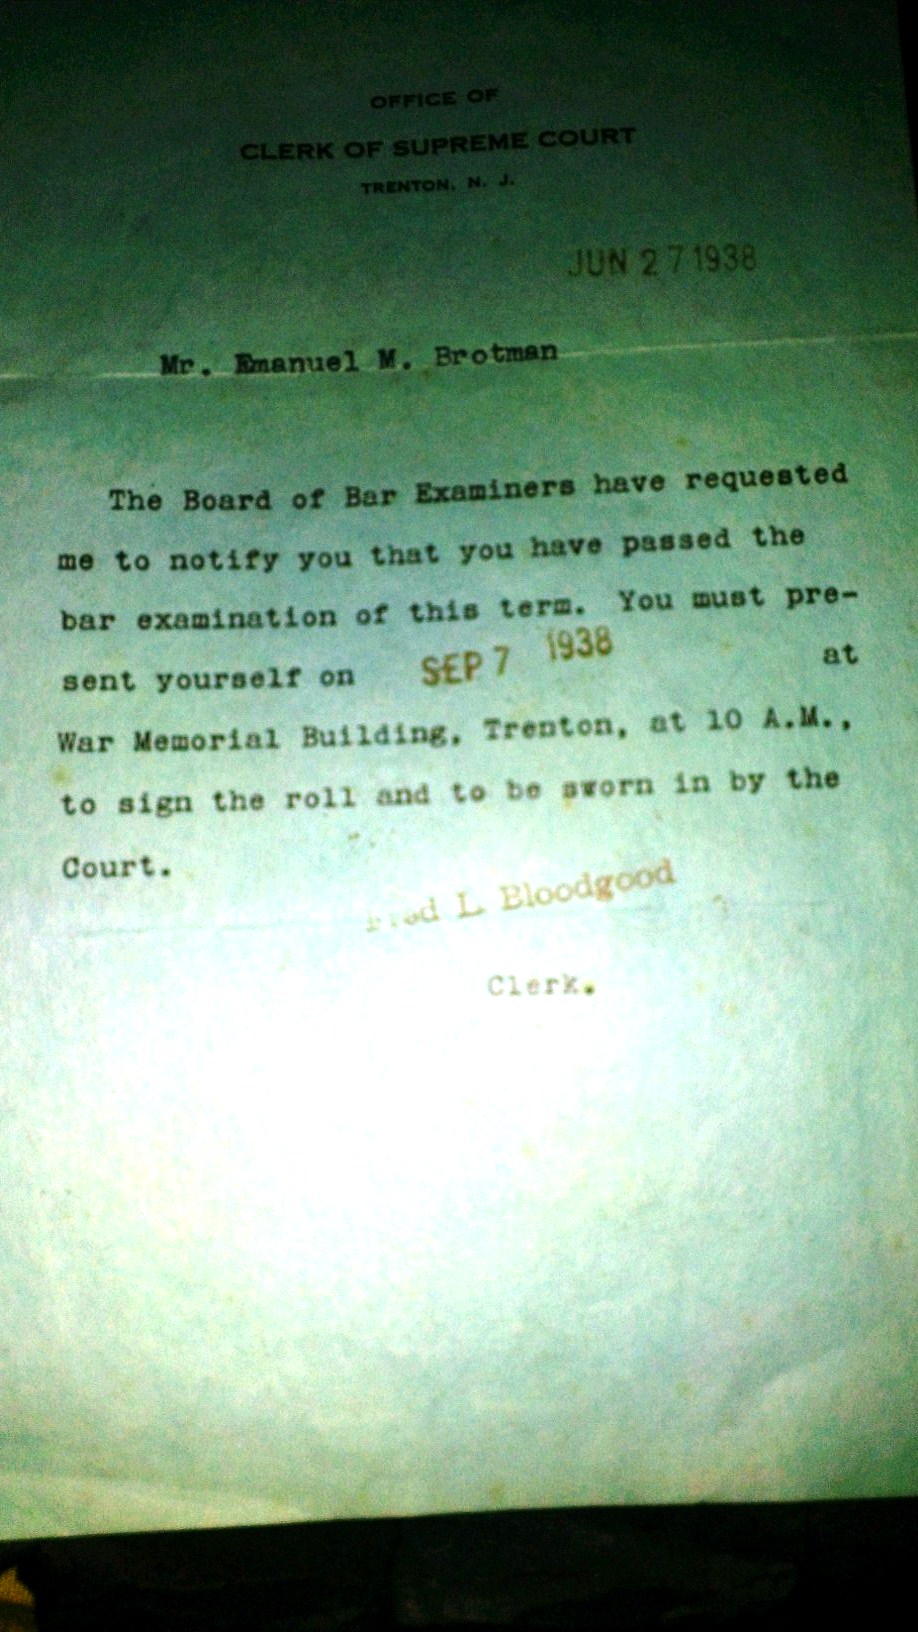 OFFICE OF
CLERK OF SUPREME COURT
TRENTON, N. J.
JUN 27 1938
Mr. Emanuel M. Brotman
The Board of Bar Examiners have requested
me to notify you that you have passed the
bar examination of this term. You must pre-
sent yourself on SEP 7 1938 at
War Memorial Building, Trenton, at 10 A.M.,
to sign the roll and to be sworn in by the
Court.
Fred L. Bloodgood
Clerk.